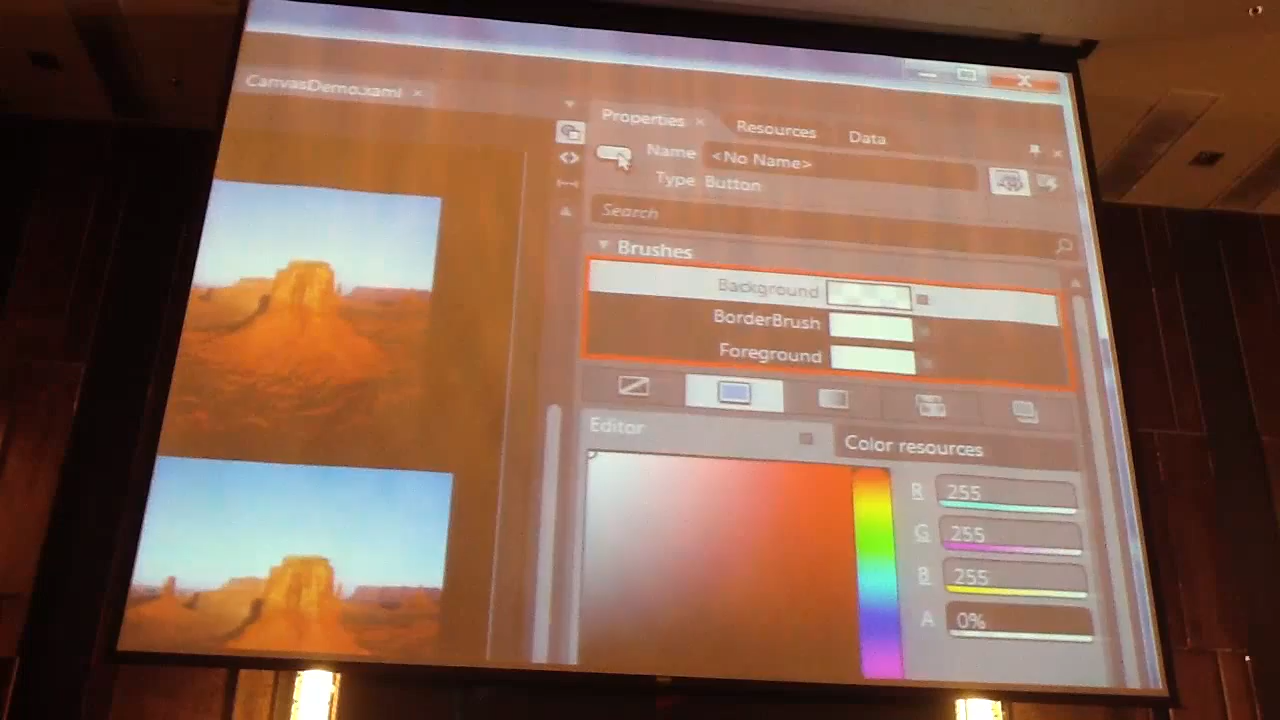 CanvasDemo.xaml ×
Properties × Resources Data
Name <No Name>
Type Button
Search
Brushes
Background
BorderBrush
Foreground
Editor
Color resources
R 255
G 255
B 255
A 0%